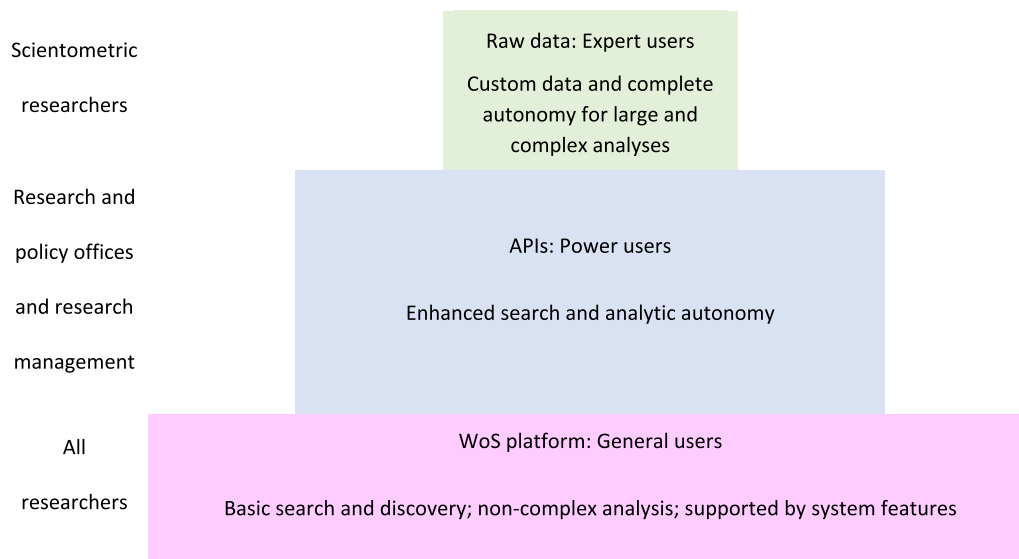 Scientometric
researchers
Raw data: Expert users
Custom data and complete
autonomy for large and
complex analyses
Research and
policy offices
and research
management
APIs: Power users
Enhanced search and analytic autonomy
All
researchers
WoS platform: General users
Basic search and discovery; non-complex analysis; supported by system features